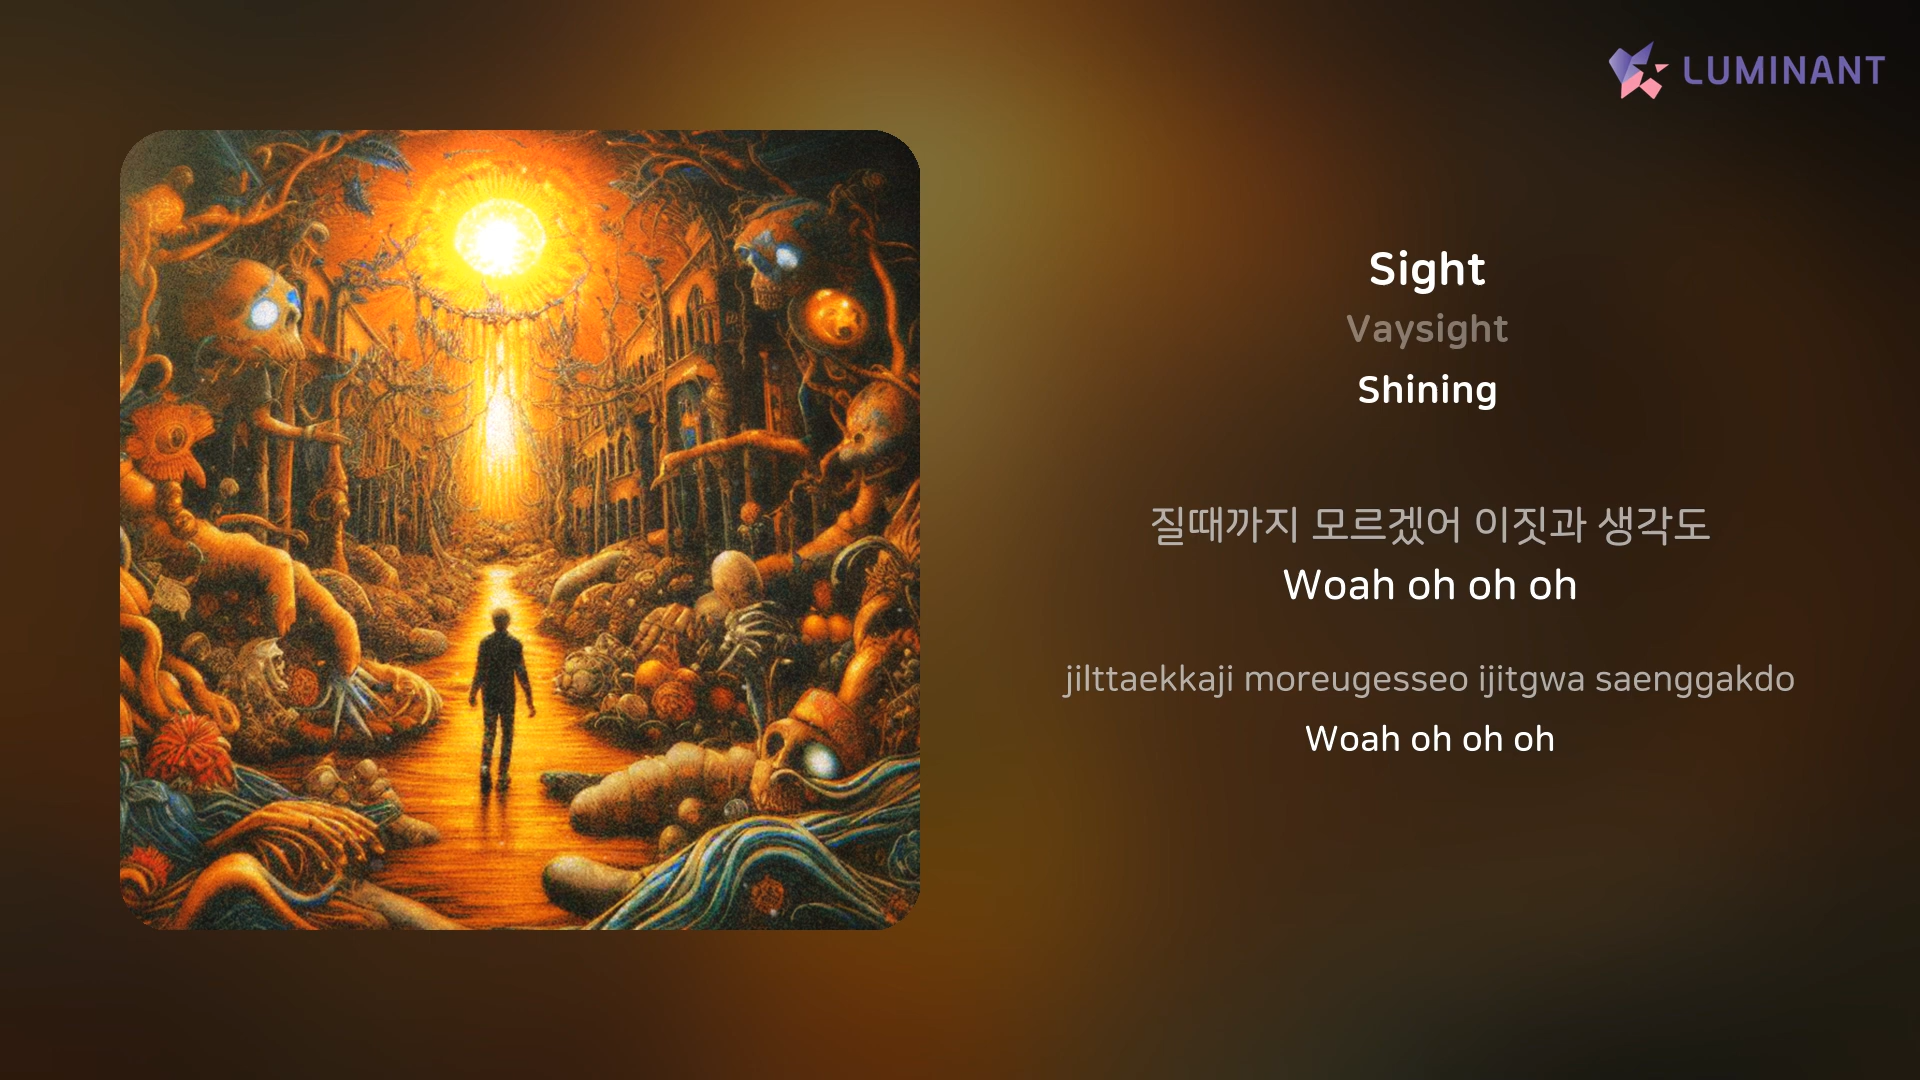 LUMINANT
Sight
Vaysight
Shining
질때까지 모르겠어 이짓과 생각도
Woah oh oh oh
jilttaekkaji moreugesseo ijitgwa saenggakdo
Woah oh oh oh